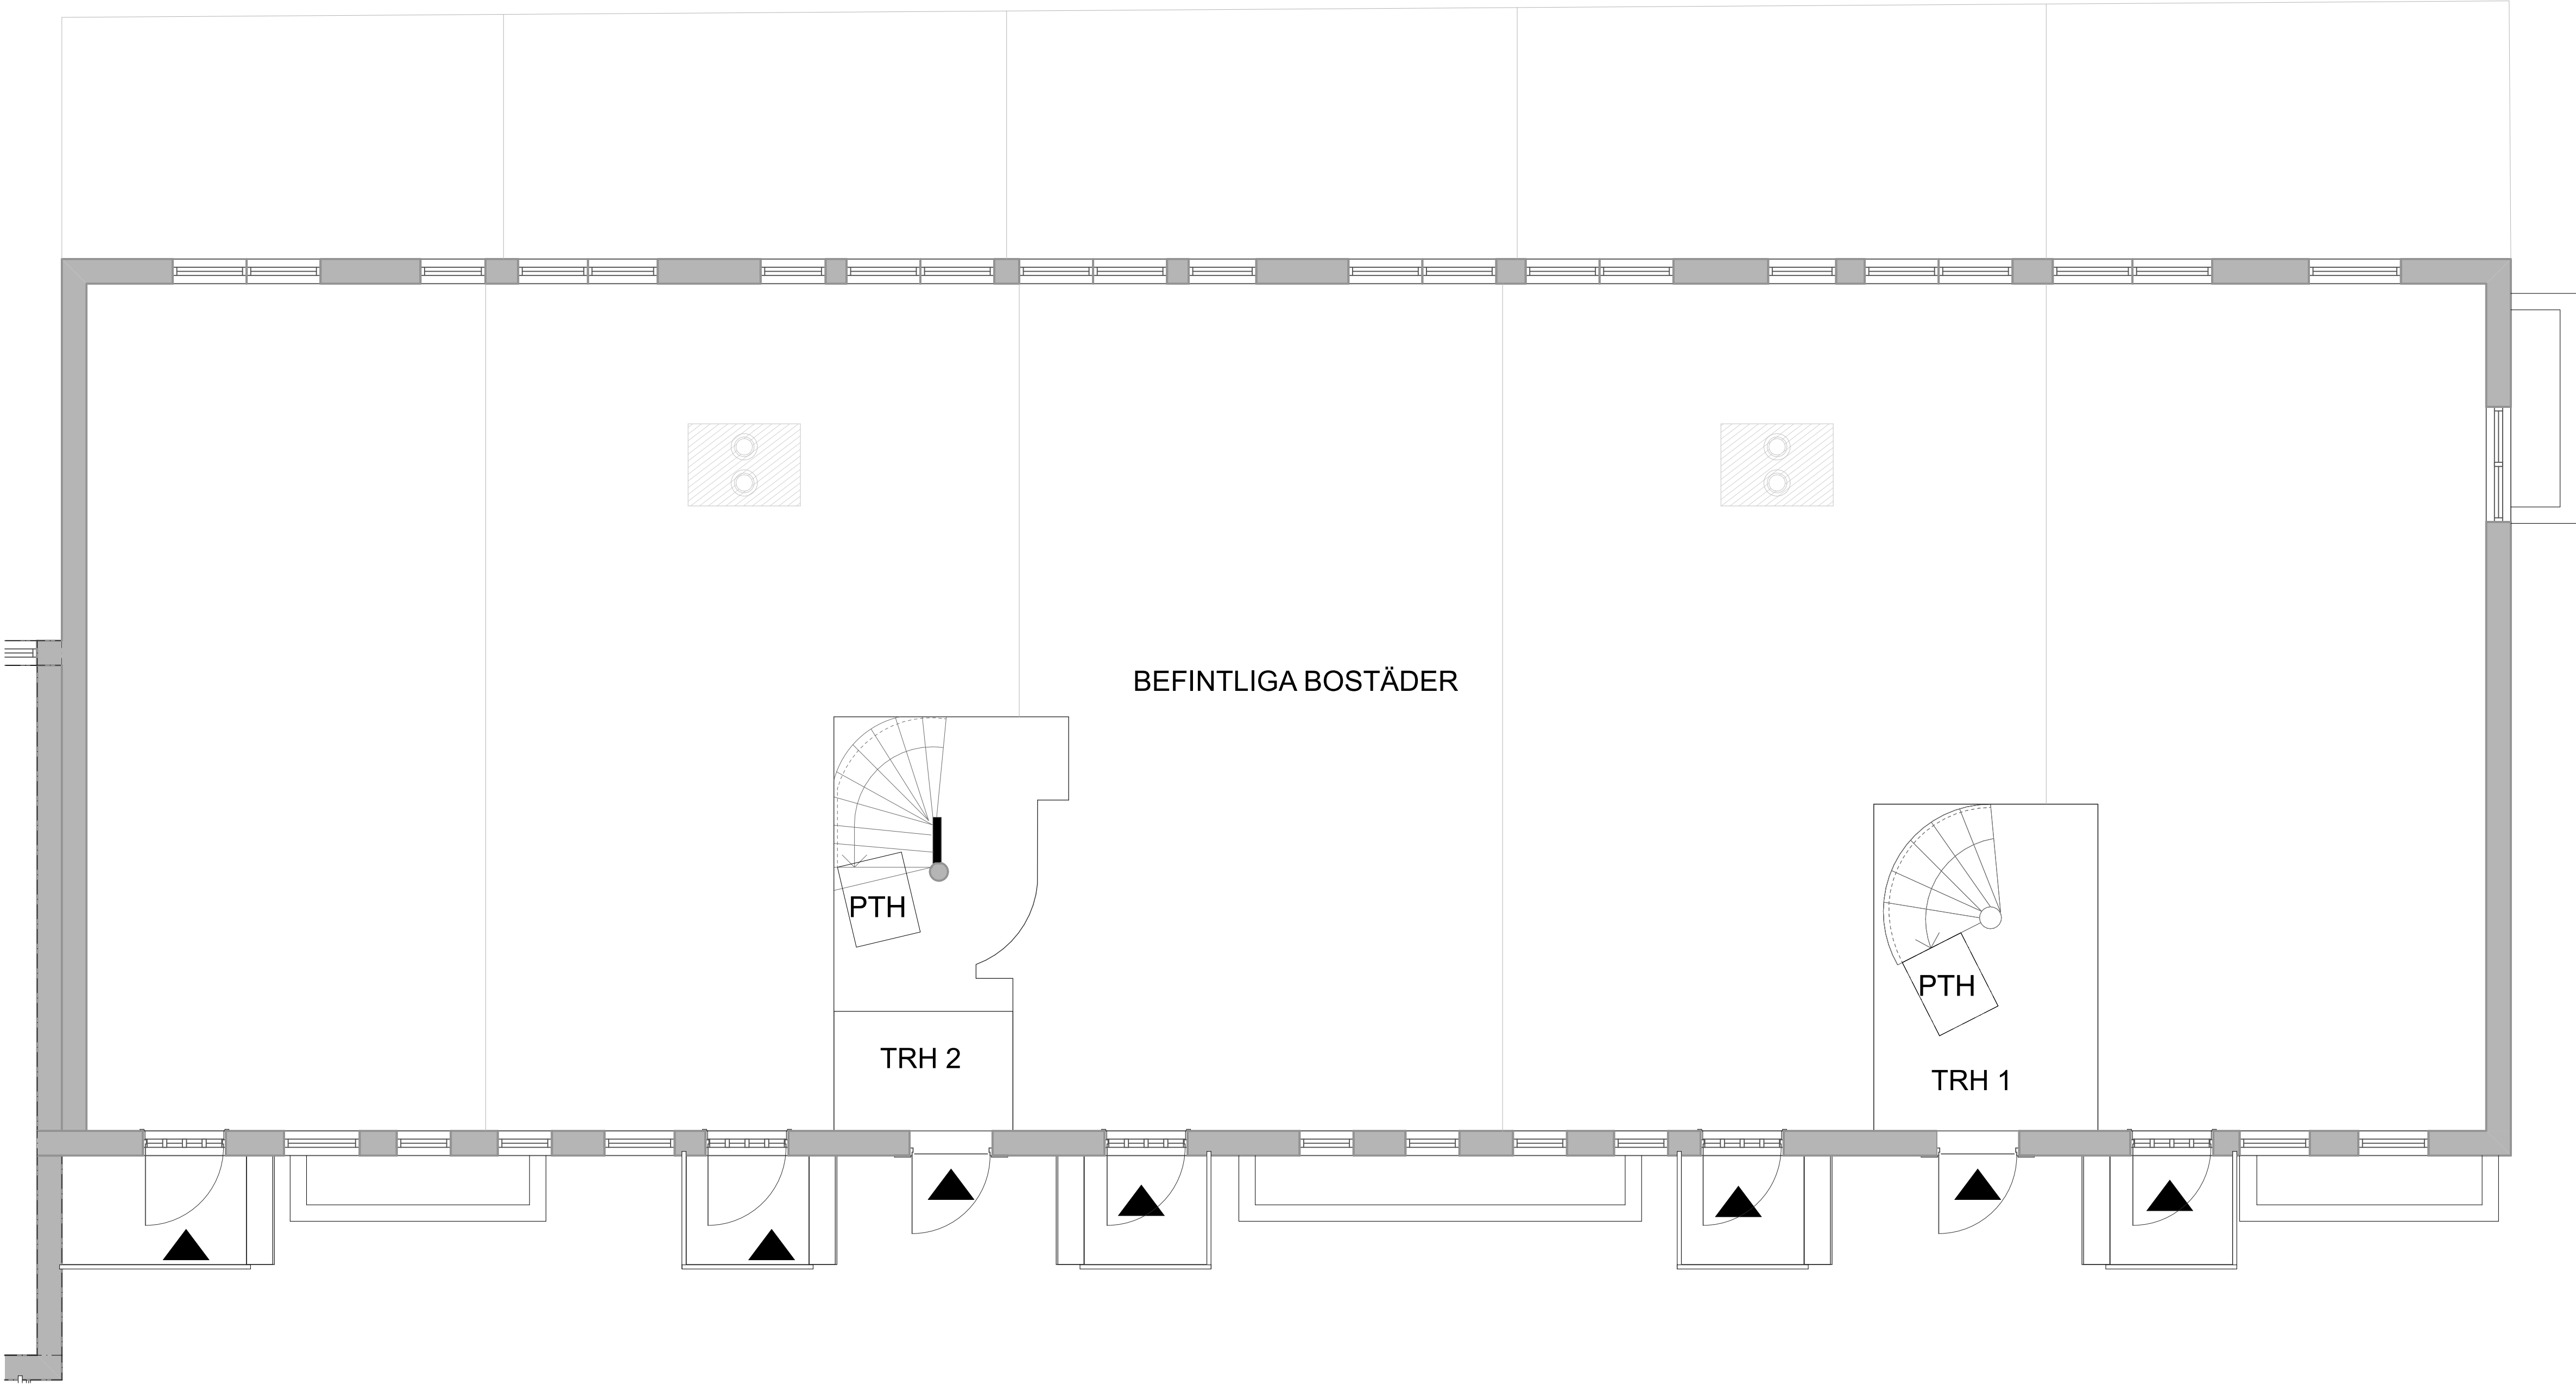 BEFINTLIGA BOSTÄDER
PTH
PTH
TRH 2
TRH 1